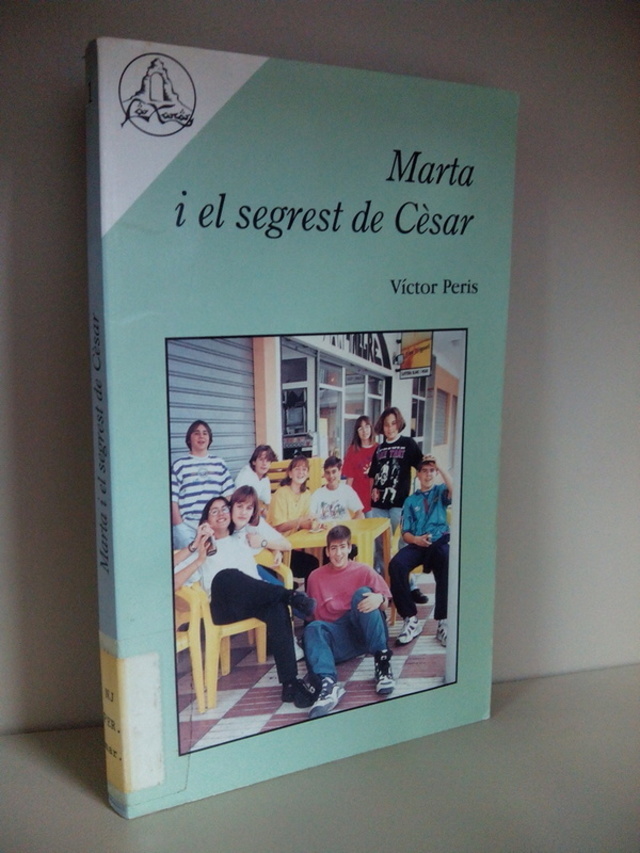 Marta
i el segrest de Cèsar
Víctor Peris
Marta i el segrest de Cèsar